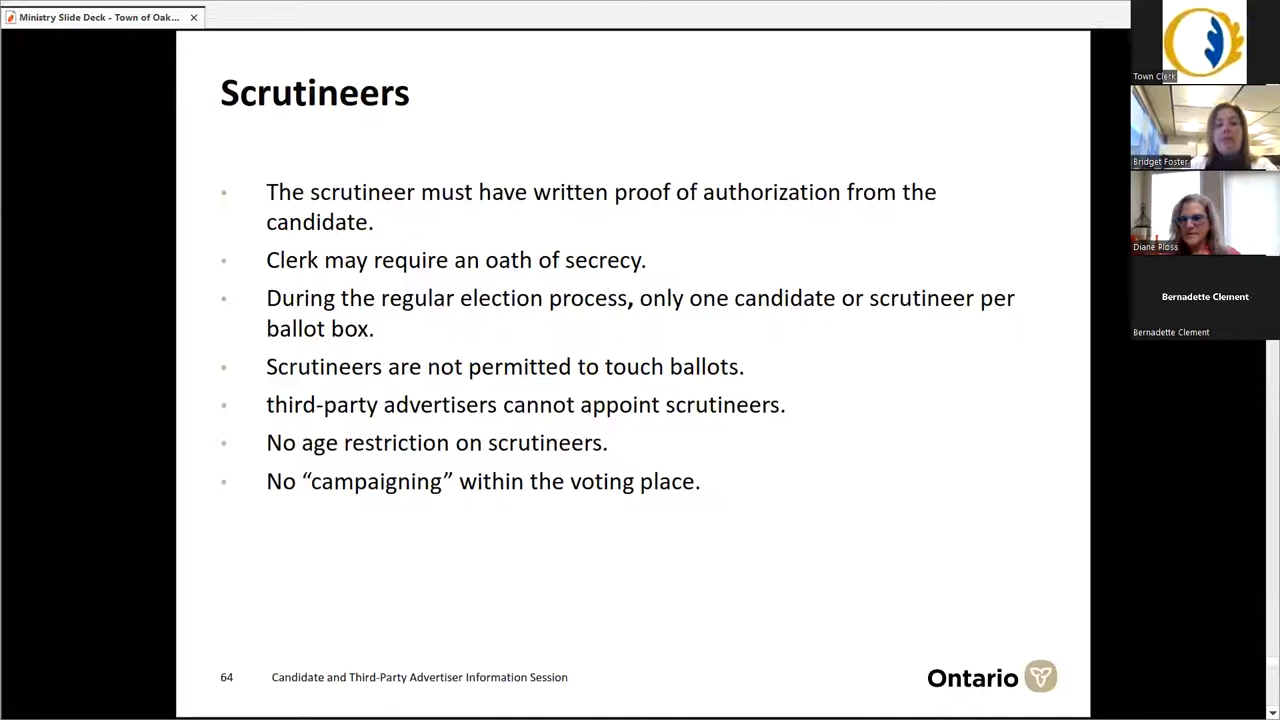 Ministry Slide Deck - Town of Oak...
Scrutineers
• The scrutineer must have written proof of authorization from the
candidate.
• Clerk may require an oath of secrecy.
• During the regular election process, only one candidate or scrutineer per
ballot box.
• Scrutineers are not permitted to touch ballots.
• third-party advertisers cannot appoint scrutineers.
• No age restriction on scrutineers.
• No “campaigning” within the voting place.
64 Candidate and Third-Party Advertiser Information Session
Ontario
Town Clerk
Bridget Foster
Diane Ploss
Bernadette Clement
Bernadette Clement